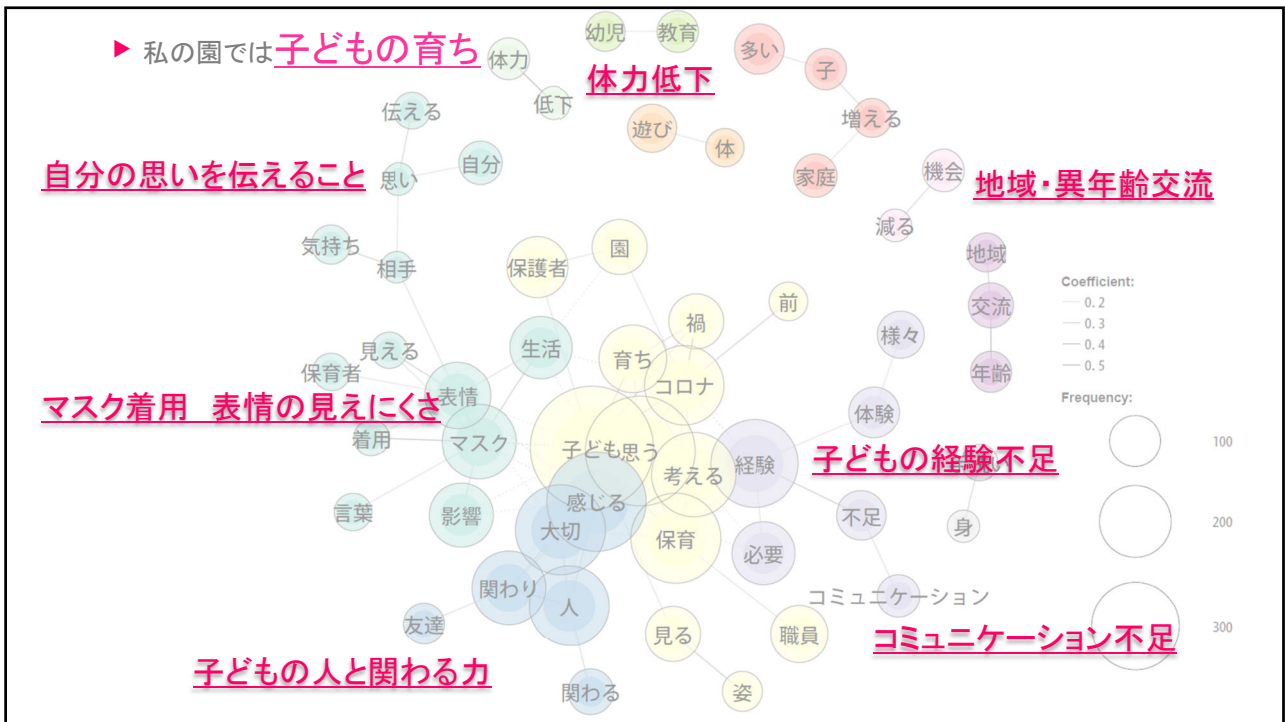 ▶ 私の園では子どもの育ち
幼児 教育
体力
低下
体力低下
多い
子
増える
家庭
遊び
体
伝える
思い
自分
自分の思いを伝えること
機会
減る
地域・異年齢交流
気持ち
相手
保護者
園
地域
交流
年齢
Coefficient:
0. 2
0. 3
0. 4
0. 5
Frequency:
100
200
300
前
禍
様々
見える
生活
育ち
コロナ
保育者
表情
体験
マスク着用 表情の見えにくさ
着用
マスク
子ども
思う
考える
経験
子どもの経験不足
言葉
影響
感じる
大切
保育
必要
不足
身
関わり
人
コミュニケーション
友達
見る
職員
コミュニケーション不足
子どもの人と関わる力
関わる
姿